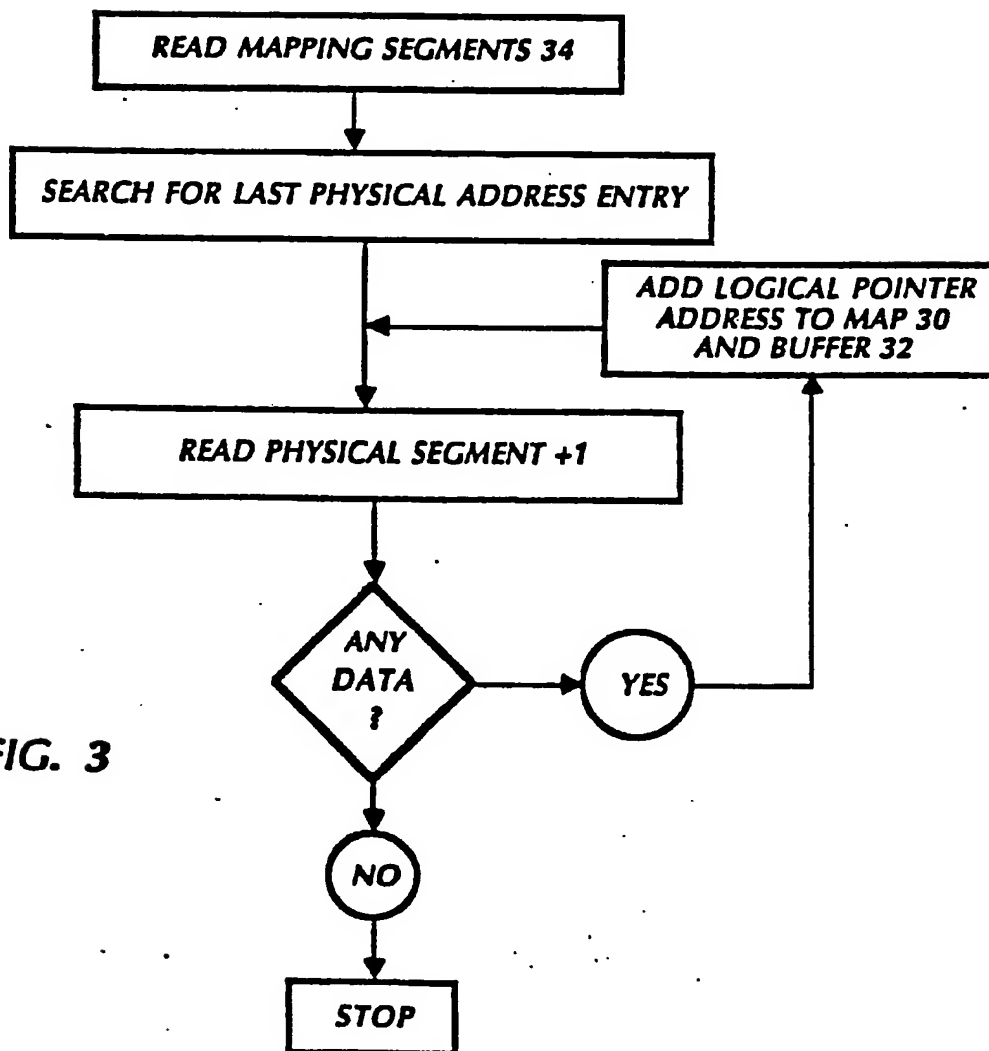 READ MAPPING SEGMENTS 34
SEARCH FOR LAST PHYSICAL ADDRESS ENTRY
ADD LOGICAL POINTER
ADDRESS TO MAP 30
AND BUFFER 32
READ PHYSICAL SEGMENT +1
ANY
DATA
?
YES
FIG. 3
NO
STOP